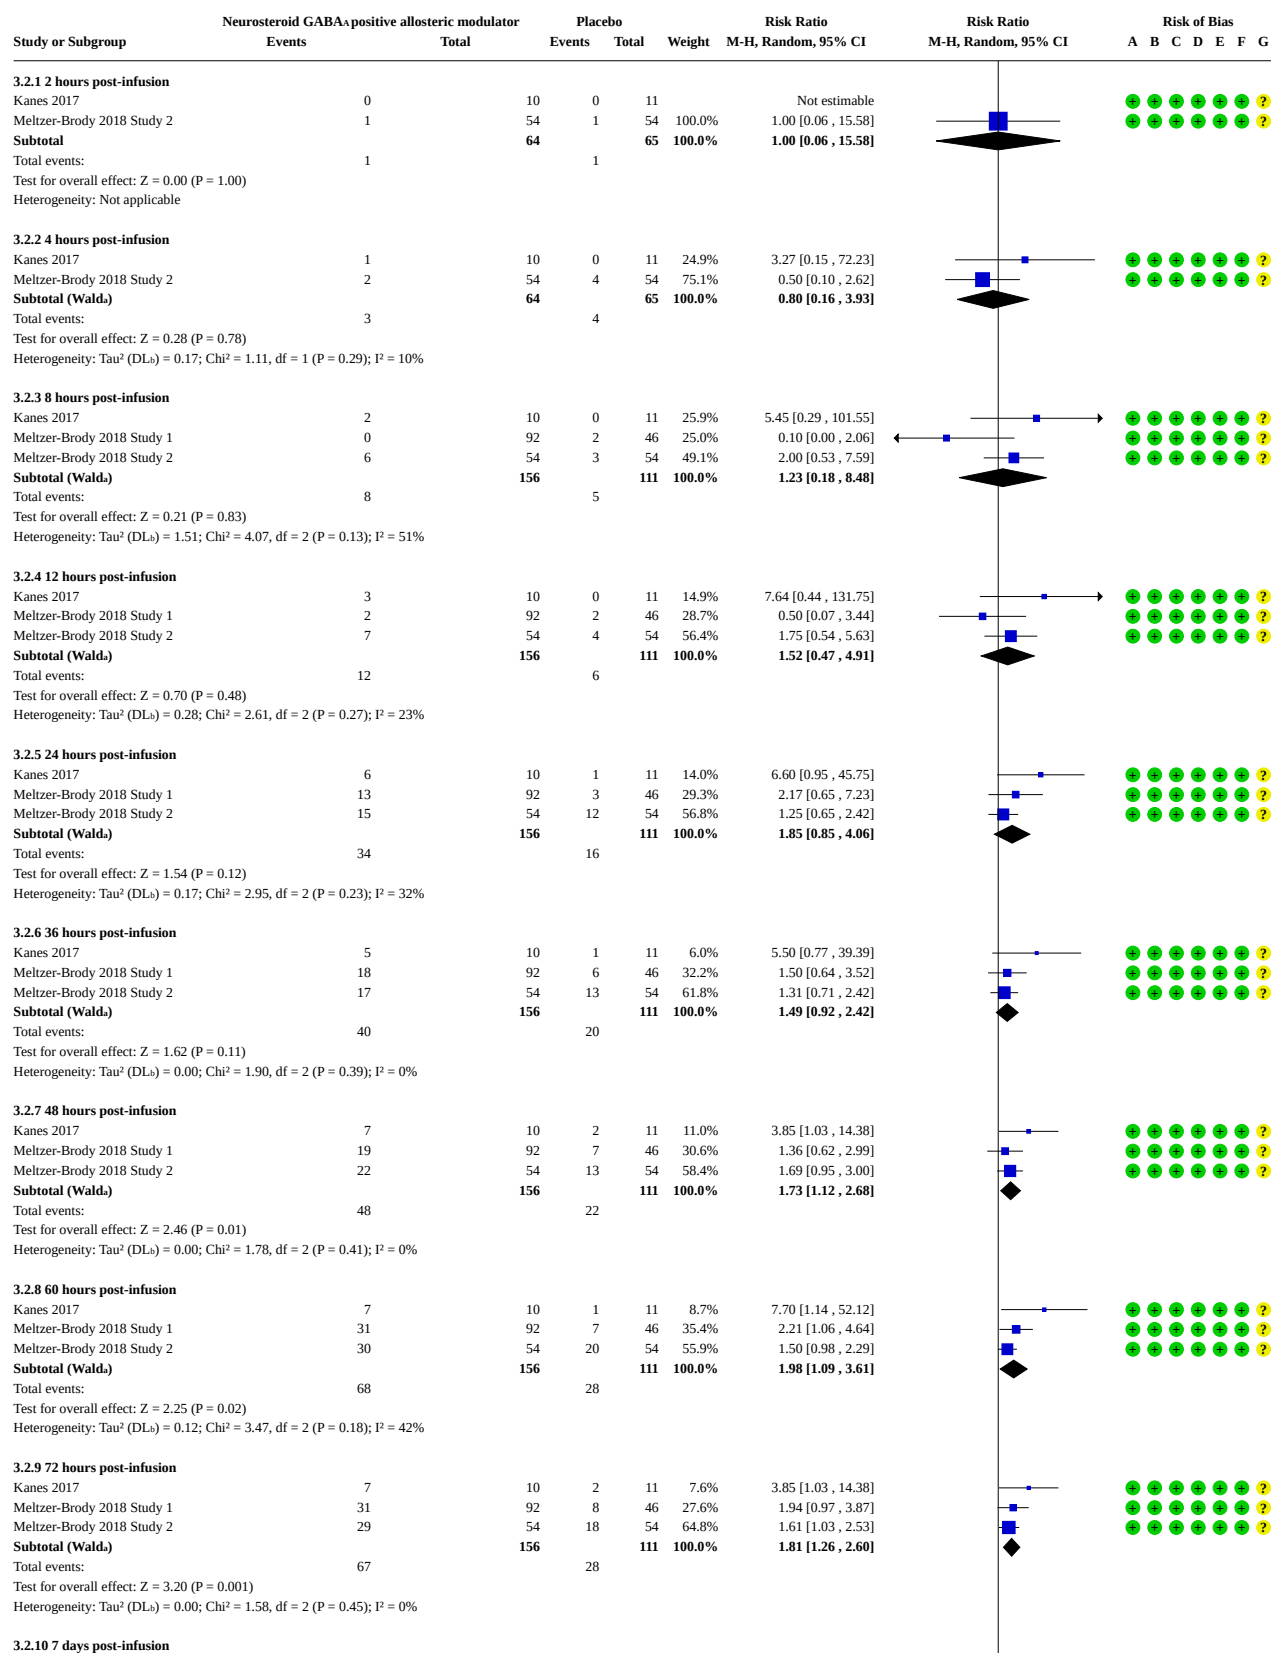 Neurosteroid GABAA positive allosteric modulator Placebo Risk Ratio Risk Ratio Risk of Bias
Study or Subgroup Events Total Events Total Weight M-H, Random, 95% CI M-H, Random, 95% CI A B C D E F G
3.2.1 2 hours post-infusion
Kanes 2017 0 10 0 11 Not estimable + + + + + + ?
Meltzer-Brody 2018 Study 2 1 54 1 54 100.0% 1.00 [0.06 , 15.58] + + + + + + ?
Subtotal 64 65 100.0% 1.00 [0.06 , 15.58]
Total events: 1 1
Test for overall effect: Z = 0.00 (P = 1.00)
Heterogeneity: Not applicable
3.2.2 4 hours post-infusion
Kanes 2017 1 10 0 11 24.9% 3.27 [0.15 , 72.23] + + + + + + ?
Meltzer-Brody 2018 Study 2 2 54 4 54 75.1% 0.50 [0.10 , 2.62] + + + + + + ?
Subtotal (Walda) 64 65 100.0% 0.80 [0.16 , 3.93]
Total events: 3 4
Test for overall effect: Z = 0.28 (P = 0.78)
Heterogeneity: Tau² (DLb) = 0.17; Chi² = 1.11, df = 1 (P = 0.29); I² = 10%
3.2.3 8 hours post-infusion
Kanes 2017 2 10 0 11 25.9% 5.45 [0.29 , 101.55] + + + + + + ?
Meltzer-Brody 2018 Study 1 0 92 2 46 25.0% 0.10 [0.00 , 2.06] + + + + + + ?
Meltzer-Brody 2018 Study 2 6 54 3 54 49.1% 2.00 [0.53 , 7.59] + + + + + + ?
Subtotal (Walda) 156 111 100.0% 1.23 [0.18 , 8.48]
Total events: 8 5
Test for overall effect: Z = 0.21 (P = 0.83)
Heterogeneity: Tau² (DLb) = 1.51; Chi² = 4.07, df = 2 (P = 0.13); I² = 51%
3.2.4 12 hours post-infusion
Kanes 2017 3 10 0 11 14.9% 7.64 [0.44 , 131.75] + + + + + + ?
Meltzer-Brody 2018 Study 1 2 92 2 46 28.7% 0.50 [0.07 , 3.44] + + + + + + ?
Meltzer-Brody 2018 Study 2 7 54 4 54 56.4% 1.75 [0.54 , 5.63] + + + + + + ?
Subtotal (Walda) 156 111 100.0% 1.52 [0.47 , 4.91]
Total events: 12 6
Test for overall effect: Z = 0.70 (P = 0.48)
Heterogeneity: Tau² (DLb) = 0.28; Chi² = 2.61, df = 2 (P = 0.27); I² = 23%
3.2.5 24 hours post-infusion
Kanes 2017 6 10 1 11 14.0% 6.60 [0.95 , 45.75] + + + + + + ?
Meltzer-Brody 2018 Study 1 13 92 3 46 29.3% 2.17 [0.65 , 7.23] + + + + + + ?
Meltzer-Brody 2018 Study 2 15 54 12 54 56.8% 1.25 [0.65 , 2.42] + + + + + + ?
Subtotal (Walda) 156 111 100.0% 1.85 [0.85 , 4.06]
Total events: 34 16
Test for overall effect: Z = 1.54 (P = 0.12)
Heterogeneity: Tau² (DLb) = 0.17; Chi² = 2.95, df = 2 (P = 0.23); I² = 32%
3.2.6 36 hours post-infusion
Kanes 2017 5 10 1 11 6.0% 5.50 [0.77 , 39.39] + + + + + + ?
Meltzer-Brody 2018 Study 1 18 92 6 46 32.2% 1.50 [0.64 , 3.52] + + + + + + ?
Meltzer-Brody 2018 Study 2 17 54 13 54 61.8% 1.31 [0.71 , 2.42] + + + + + + ?
Subtotal (Walda) 156 111 100.0% 1.49 [0.92 , 2.42]
Total events: 40 20
Test for overall effect: Z = 1.62 (P = 0.11)
Heterogeneity: Tau² (DLb) = 0.00; Chi² = 1.90, df = 2 (P = 0.39); I² = 0%
3.2.7 48 hours post-infusion
Kanes 2017 7 10 2 11 11.0% 3.85 [1.03 , 14.38] + + + + + + ?
Meltzer-Brody 2018 Study 1 19 92 7 46 30.6% 1.36 [0.62 , 2.99] + + + + + + ?
Meltzer-Brody 2018 Study 2 22 54 13 54 58.4% 1.69 [0.95 , 3.00] + + + + + + ?
Subtotal (Walda) 156 111 100.0% 1.73 [1.12 , 2.68]
Total events: 48 22
Test for overall effect: Z = 2.46 (P = 0.01)
Heterogeneity: Tau² (DLb) = 0.00; Chi² = 1.78, df = 2 (P = 0.41); I² = 0%
3.2.8 60 hours post-infusion
Kanes 2017 7 10 1 11 8.7% 7.70 [1.14 , 52.12] + + + + + + ?
Meltzer-Brody 2018 Study 1 31 92 7 46 35.4% 2.21 [1.06 , 4.64] + + + + + + ?
Meltzer-Brody 2018 Study 2 30 54 20 54 55.9% 1.50 [0.98 , 2.29] + + + + + + ?
Subtotal (Walda) 156 111 100.0% 1.98 [1.09 , 3.61]
Total events: 68 28
Test for overall effect: Z = 2.25 (P = 0.02)
Heterogeneity: Tau² (DLb) = 0.12; Chi² = 3.47, df = 2 (P = 0.18); I² = 42%
3.2.9 72 hours post-infusion
Kanes 2017 7 10 2 11 7.6% 3.85 [1.03 , 14.38] + + + + + + ?
Meltzer-Brody 2018 Study 1 31 92 8 46 27.6% 1.94 [0.97 , 3.87] + + + + + + ?
Meltzer-Brody 2018 Study 2 29 54 18 54 64.8% 1.61 [1.03 , 2.53] + + + + + + ?
Subtotal (Walda) 156 111 100.0% 1.81 [1.26 , 2.60]
Total events: 67 28
Test for overall effect: Z = 3.20 (P = 0.001)
Heterogeneity: Tau² (DLb) = 0.00; Chi² = 1.58, df = 2 (P = 0.45); I² = 0%
3.2.10 7 days post-infusion